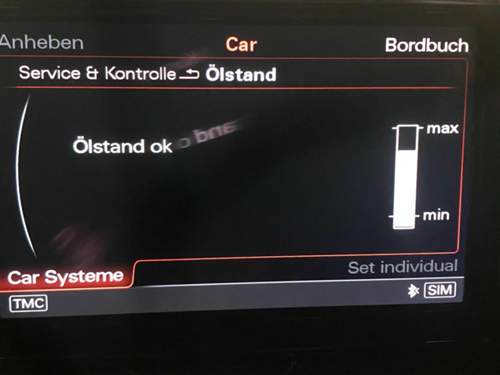 Anheben Car Bordbuch
Service & Kontrolle Ölstand
Ölstand ok
max
min
Set individual
Car Systeme
TMC SIM